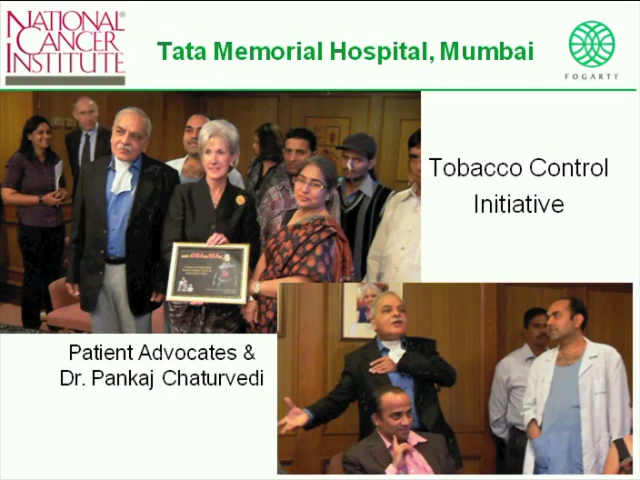 NATIONAL
CANCER
INSTITUTE
Tata Memorial Hospital, Mumbai
FOGARTY
Tobacco Control
Initiative
Patient Advocates &
Dr. Pankaj Chaturvedi